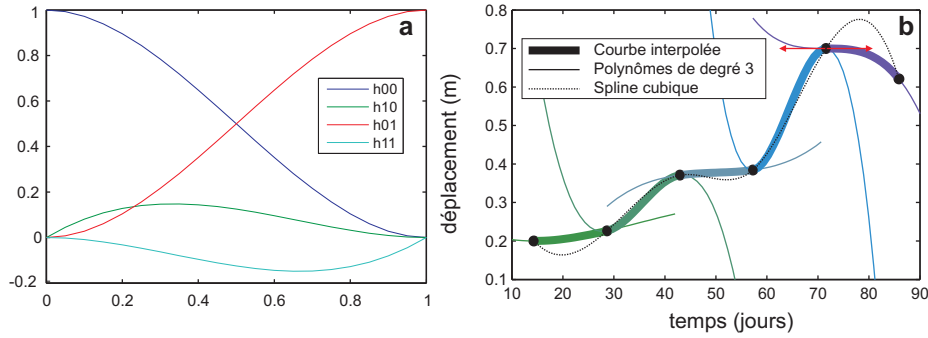 a
1
0.8
0.6
0.4
0.2
0
-0.2
0
0.2
0.4
0.6
0.8
1
h00
h10
h01
h11
b
déplacement (m)
0.8
0.7
0.6
0.5
0.4
0.3
0.2
0.1
10
20
30
40
50
60
70
80
90
temps (jours)
Courbe interpolée
Polynômes de degré 3
Spline cubique